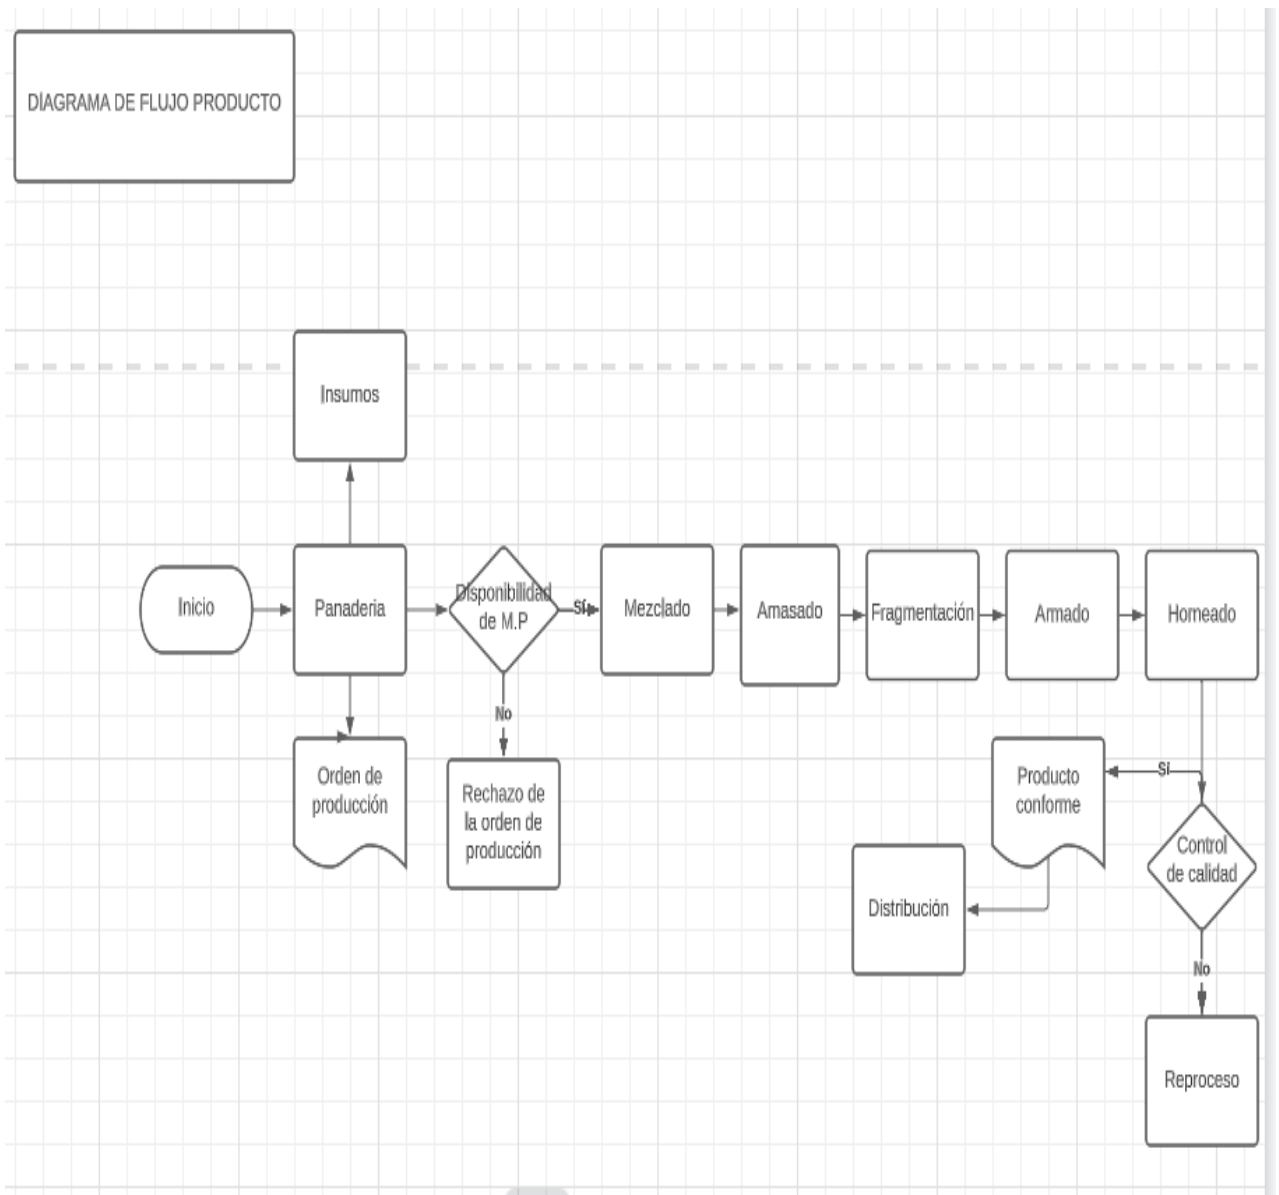 DIAGRAMA DE FLUJO PRODUCTO
Insumos
Inicio
Panaderia
Disponibilidad
de M.P
Sí
Mezclado
Amasado
Fragmentación
Armado
Horneado
No
Orden de
producción
Rechazo de
la orden de
producción
Producto
conforme
Sí
Control
de calidad
Distribución
No
Reproceso